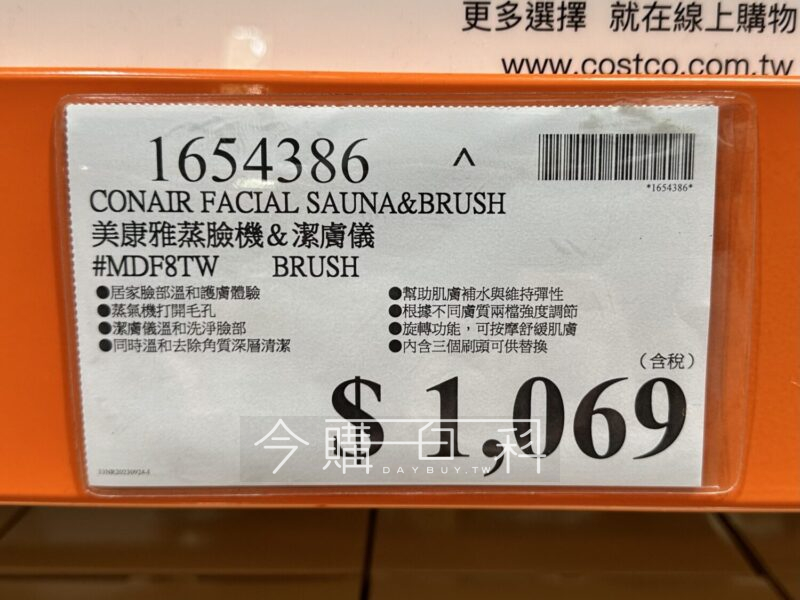 更多選擇 就在線上購物
www.costco.com.tw
1654386 ^
*1654386*
CONAIR FACIAL SAUNA&BRUSH
美康雅蒸臉機&潔膚儀
#MDF8TW BRUSH
●居家臉部溫和護膚體驗
●蒸氣機打開毛孔
●潔膚儀溫和洗淨臉部
●同時溫和去除角質深層清潔
●幫助肌膚補水與維持彈性
●根據不同膚質兩檔強度調節
●旋轉功能，可按摩舒緩肌膚
●內含三個刷頭可供替換
(含稅)
$1,069
今購百科
DAYBUY.TW